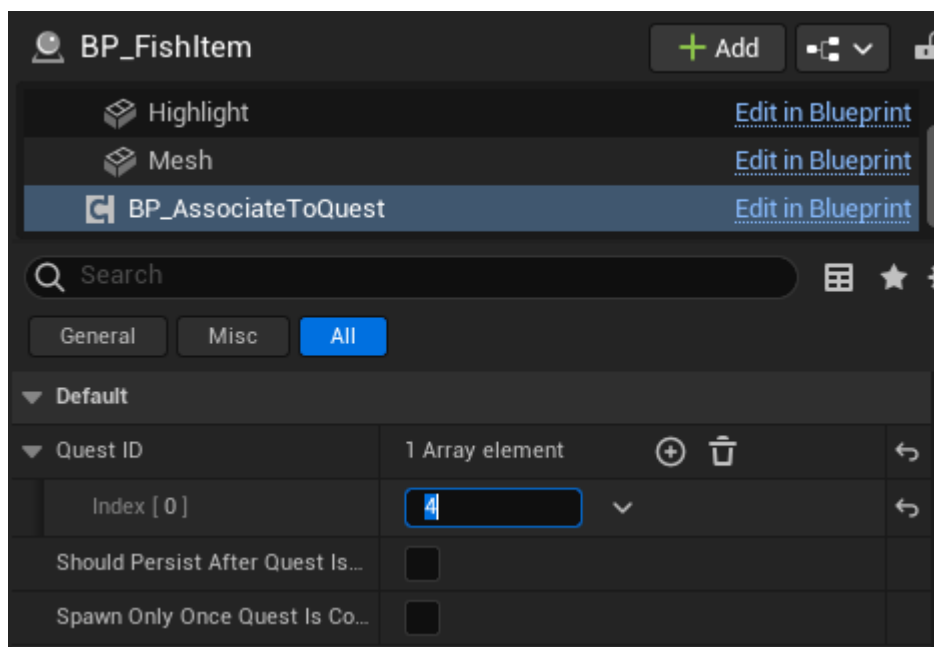 BP_FishItem
Add
Highlight Edit in Blueprint
Mesh Edit in Blueprint
BP_AssociateToQuest Edit in Blueprint
Search
General Misc All
Default
Quest ID 1 Array element
Index [ 0 ] 4
Should Persist After Quest Is...
Spawn Only Once Quest Is Co...